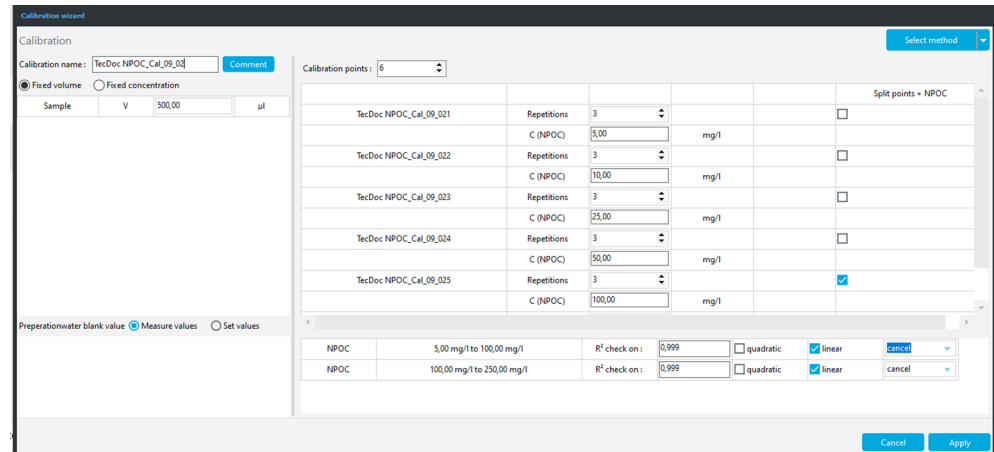 Calibration wizard
Calibration
Select method
Calibration name : TecDoc NPOC_Cal_09_02 Comment
Fixed volume Fixed concentration
Sample V 500,00 µl
Preperationwater blank value Measure values Set values
Calibration points : 6
Split points + NPOC
TecDoc NPOC_Cal_09_021 Repetitions 3
C (NPOC) 5,00 mg/l
TecDoc NPOC_Cal_09_022 Repetitions 3
C (NPOC) 10,00 mg/l
TecDoc NPOC_Cal_09_023 Repetitions 3
C (NPOC) 25,00 mg/l
TecDoc NPOC_Cal_09_024 Repetitions 3
C (NPOC) 50,00 mg/l
TecDoc NPOC_Cal_09_025 Repetitions 3
C (NPOC) 100,00 mg/l
NPOC 5,00 mg/l to 100,00 mg/l R² check on : 0,999 quadratic linear cancel
NPOC 100,00 mg/l to 250,00 mg/l R² check on : 0,999 quadratic linear cancel
Cancel Apply